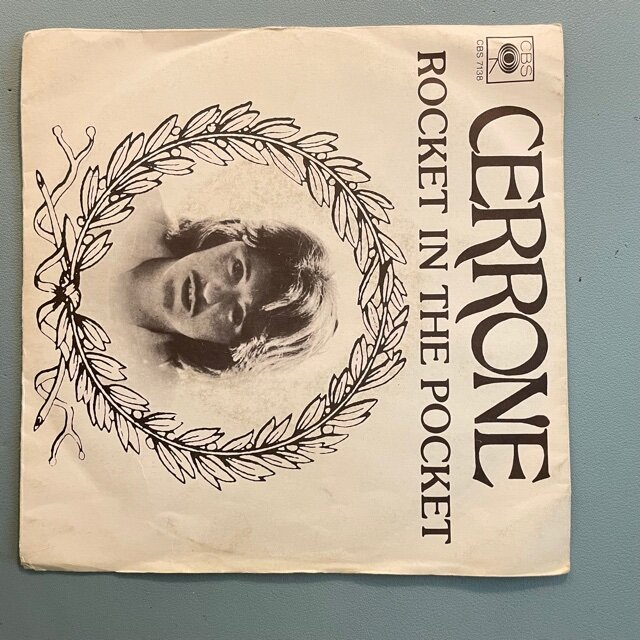 CBS
CBS 7138
CERRONE
ROCKET IN THE POCKET